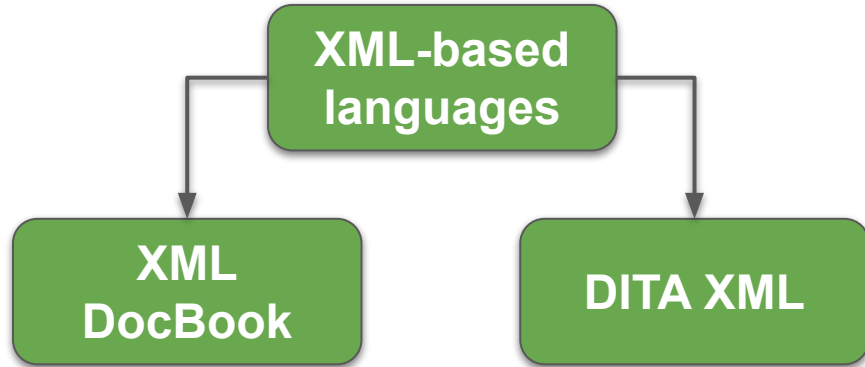 XML-based
languages
XML
DocBook
DITA XML